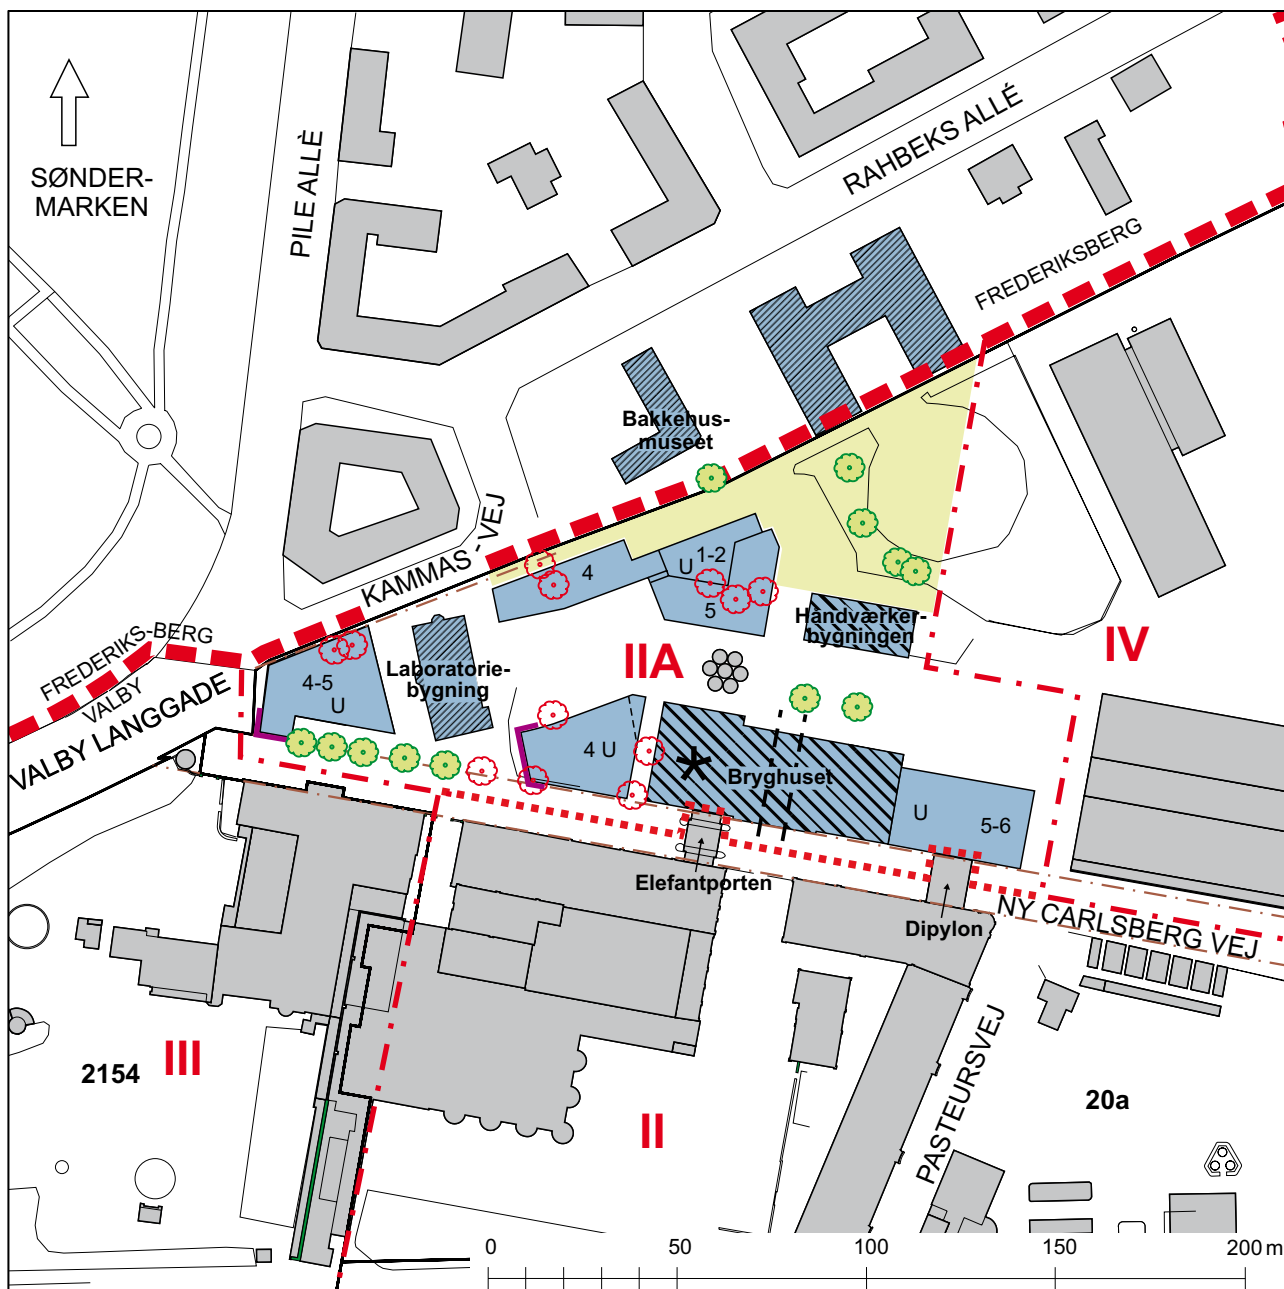 SØNDER-
MARKEN
PILE ALLÈ
RAHBEKS ALLÉ
FREDERIKSBERG
Bakkehus-
museet
KAMMAS - VEJ
4
U
1-2
5
Håndværker-
bygningen
IIA
IV
FREDERIKS-BERG
VALBY
VALBY LANGGADE
4-5
U
Laboratorie-
bygning
4 U
Bryghuset
U
5-6
Elefantporten
Dipylon
NY CARLSBERG VEJ
PASTEURSVEJ
2154
III
II
20a
0 50 100 150 200 m